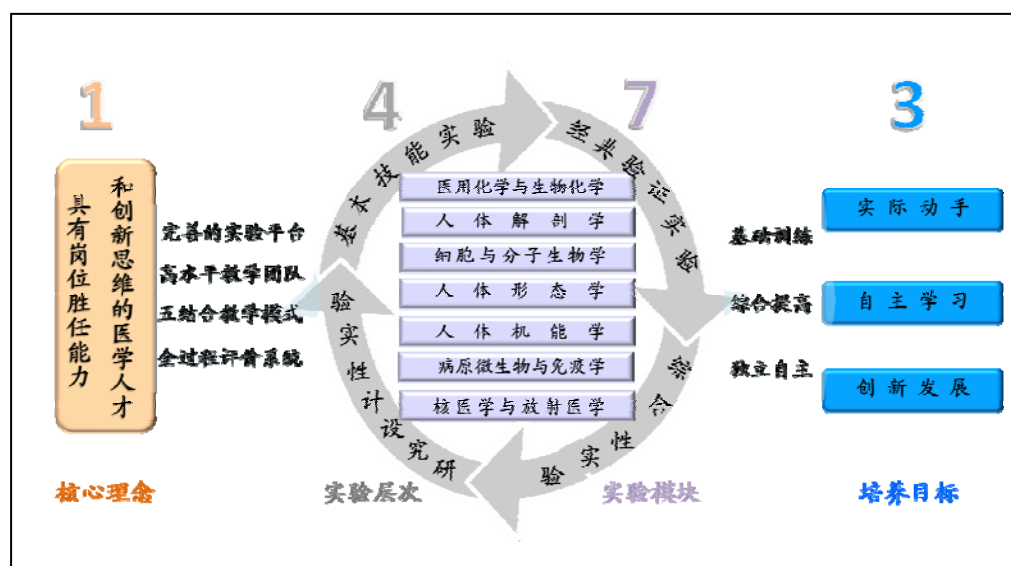 1
4
7
3
具有岗位胜任能力
和创新思维的医学人才
完善的实验平台
高水平教学团队
五结合教学模式
全过程评价系统
基本技能实验
经典验证实验
综合性实验
研究设计性实验
医用化学与生物化学
人体解剖学
细胞与分子生物学
人体形态学
人体机能学
病原微生物与免疫学
核医学与放射医学
基础训练
综合提高
独立自主
实际动手
自主学习
创新发展
核心理念
实验层次
实验模块
培养目标